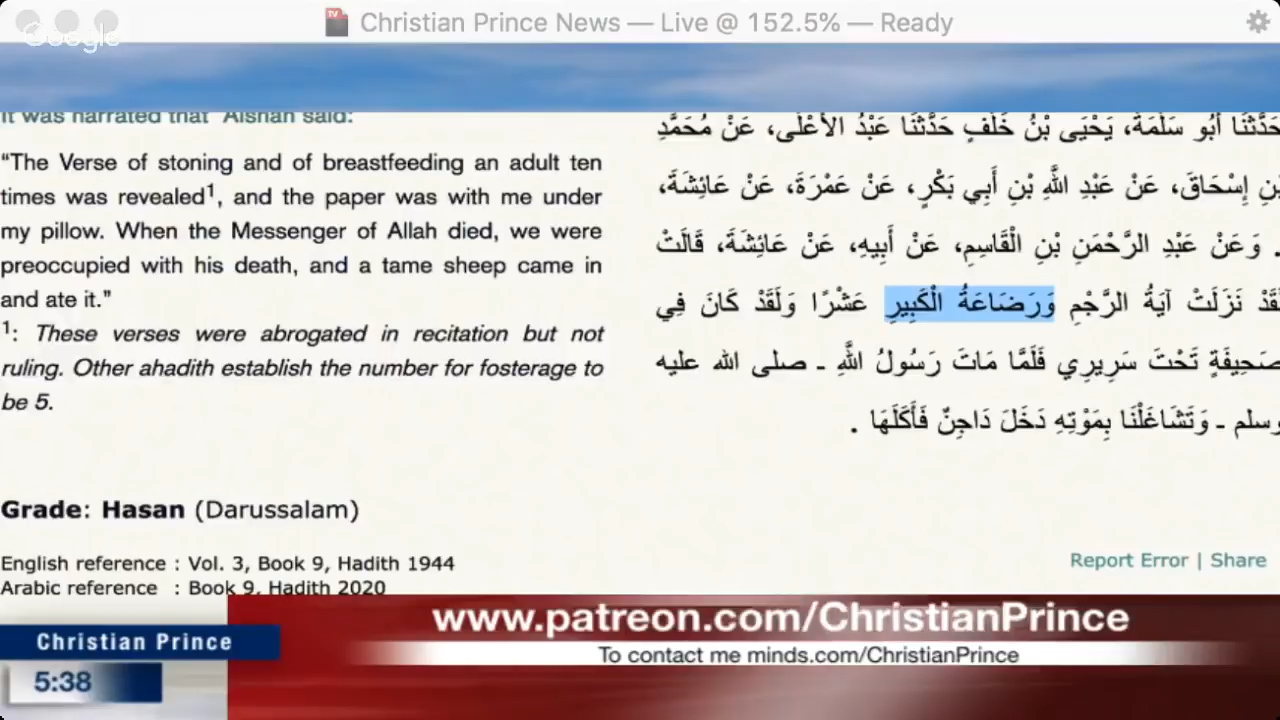 Christian Prince News — Live @ 152.5% — Ready
Google
It was narrated that 'Aishah said:
“The Verse of stoning and of breastfeeding an adult ten
times was revealed1, and the paper was with me under
my pillow. When the Messenger of Allah died, we were
preoccupied with his death, and a tame sheep came in
and ate it.”
1: These verses were abrogated in recitation but not
ruling. Other ahadith establish the number for fosterage to
be 5.
حَدَّثَنَا أَبُو سَلَمَةَ، يَحْيَى بْنُ خَلَفٍ حَدَّثَنَا عَبْدُ الأَعْلَى، عَنْ مُحَمَّدِ
بْنِ إِسْحَاقَ، عَنْ عَبْدِ اللَّهِ بْنِ أَبِي بَكْرٍ، عَنْ عَمْرَةَ، عَنْ عَائِشَةَ،
. وَعَنْ عَبْدِ الرَّحْمَنِ بْنِ الْقَاسِمِ، عَنْ أَبِيهِ، عَنْ عَائِشَةَ، قَالَتْ
لَقَدْ نَزَلَتْ آيَةُ الرَّجْمِ وَرَضَاعَةُ الْكَبِيرِ عَشْرًا وَلَقَدْ كَانَ فِي
صَحِيفَةٍ تَحْتَ سَرِيرِي فَلَمَّا مَاتَ رَسُولُ اللَّهِ ـ صلى الله عليه
وسلم ـ وَتَشَاغَلْنَا بِمَوْتِهِ دَخَلَ دَاجِنٌ فَأَكَلَهَا .
Grade: Hasan (Darussalam)
English reference : Vol. 3, Book 9, Hadith 1944
Arabic reference : Book 9, Hadith 2020
Report Error | Share
www.patreon.com/ChristianPrince
To contact me minds.com/ChristianPrince
Christian Prince
5:38